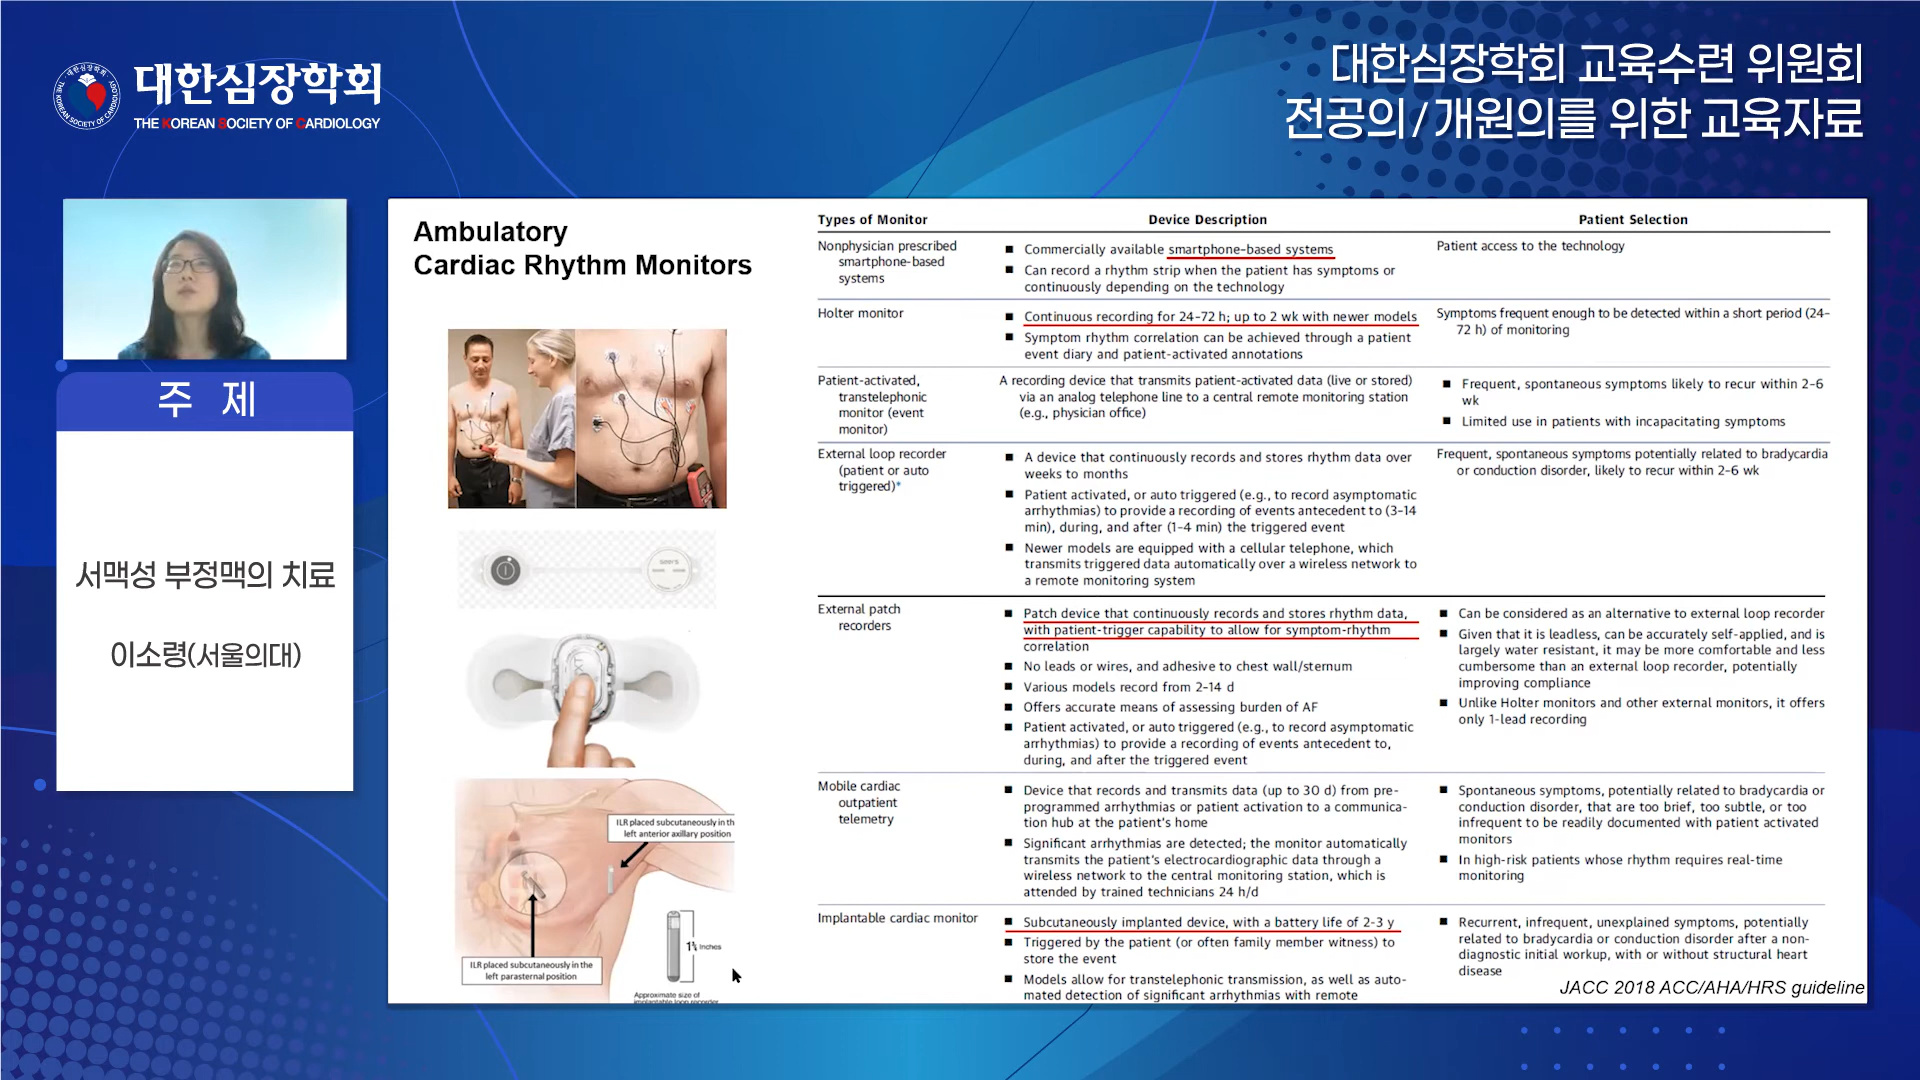 대한심장학회
THE KOREAN SOCIETY OF CARDIOLOGY
대한심장학회 교육수련 위원회
전공의/개원의를 위한 교육자료
주 제
서맥성 부정맥의 치료
이소령(서울의대)
Ambulatory
Cardiac Rhythm Monitors
ILR placed subcutaneously in th
left anterior axillary position
ILR placed subcutaneously in the
left parasternal position
Inches
Approximate size of
implantable loop recorder
Types of Monitor
Device Description
Patient Selection
Nonphysician prescribed
smartphone-based
systems
■ Commercially available smartphone-based systems
■ Can record a rhythm strip when the patient has symptoms or
continuously depending on the technology
Patient access to the technology
Holter monitor
■ Continuous recording for 24-72 h; up to 2 wk with newer models
■ Symptom rhythm correlation can be achieved through a patient
event diary and patient-activated annotations
Symptoms frequent enough to be detected within a short period (24-
72 h) of monitoring
Patient-activated,
transtelephonic
monitor (event
monitor)
A recording device that transmits patient-activated data (live or stored)
via an analog telephone line to a central remote monitoring station
(e.g., physician office)
■ Frequent, spontaneous symptoms likely to recur within 2-6
wk
■ Limited use in patients with incapacitating symptoms
External loop recorder
(patient or auto
triggered)*
■ A device that continuously records and stores rhythm data over
weeks to months
■ Patient activated, or auto triggered (e.g., to record asymptomatic
arrhythmias) to provide a recording of events antecedent to (3-14
min), during, and after (1-4 min) the triggered event
■ Newer models are equipped with a cellular telephone, which
transmits triggered data automatically over a wireless network to
a remote monitoring system
Frequent, spontaneous symptoms potentially related to bradycardia
or conduction disorder, likely to recur within 2-6 wk
External patch
recorders
■ Patch device that continuously records and stores rhythm data,
with patient-trigger capability to allow for symptom-rhythm
correlation
■ No leads or wires, and adhesive to chest wall/sternum
■ Various models record from 2-14 d
■ Offers accurate means of assessing burden of AF
■ Patient activated, or auto triggered (e.g., to record asymptomatic
arrhythmias) to provide a recording of events antecedent to,
during, and after the triggered event
■ Can be considered as an alternative to external loop recorder
■ Given that it is leadless, can be accurately self-applied, and is
largely water resistant, it may be more comfortable and less
cumbersome than an external loop recorder, potentially
improving compliance
■ Unlike Holter monitors and other external monitors, it offers
only 1-lead recording
Mobile cardiac
outpatient
telemetry
■ Device that records and transmits data (up to 30 d) from pre-
programmed arrhythmias or patient activation to a communica-
tion hub at the patient's home
■ Significant arrhythmias are detected; the monitor automatically
transmits the patient's electrocardiographic data through a
wireless network to the central monitoring station, which is
attended by trained technicians 24 h/d
■ Spontaneous symptoms, potentially related to bradycardia or
conduction disorder, that are too brief, too subtle, or too
infrequent to be readily documented with patient activated
monitors
■ In high-risk patients whose rhythm requires real-time
monitoring
Implantable cardiac monitor
■ Subcutaneously implanted device, with a battery life of 2-3 y
■ Triggered by the patient (or often family member witness) to
store the event
■ Models allow for transtelephonic transmission, as well as auto-
mated detection of significant arrhythmias with remote
■ Recurrent, infrequent, unexplained symptoms, potentially
related to bradycardia or conduction disorder after a non-
diagnostic initial workup, with or without structural heart
disease
JACC 2018 ACC/AHA/HRS guideline